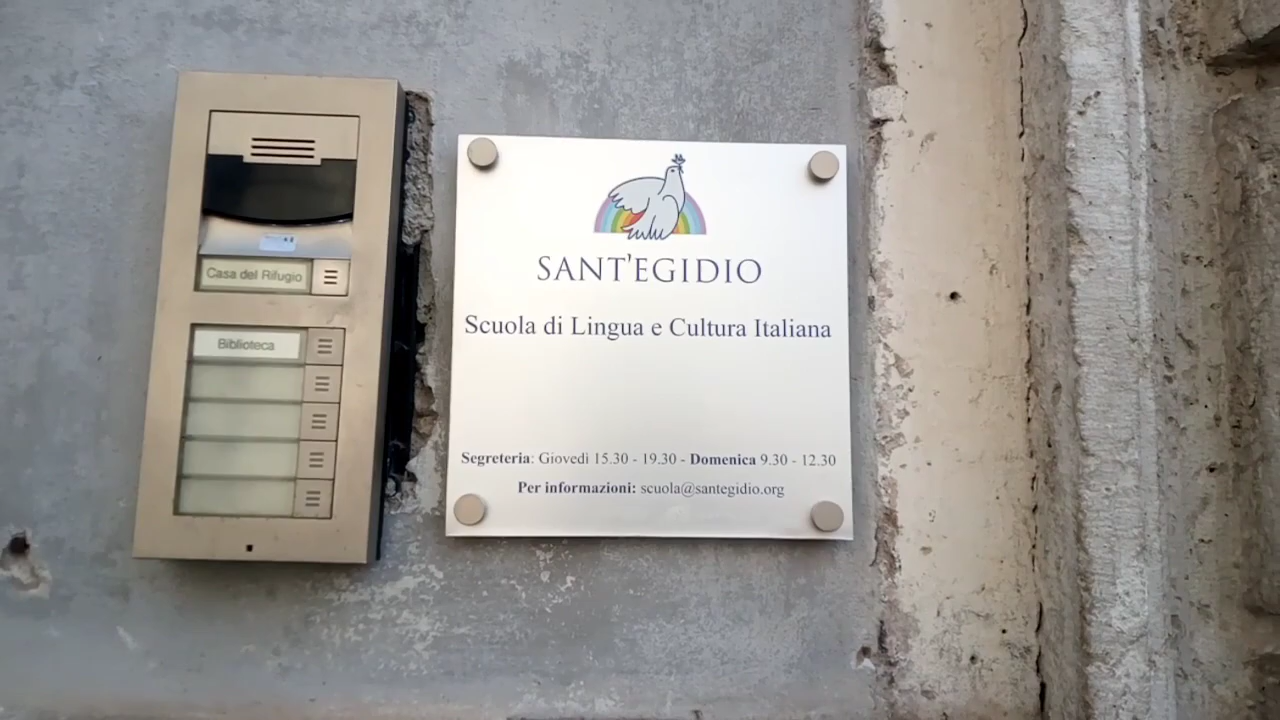 Casa del Rifugio
Biblioteca
SANT'EGIDIO
Scuola di Lingua e Cultura Italiana
Segreteria: Giovedì 15.30 - 19.30 - Domenica 9.30 - 12.30
Per informazioni: scuola@santegidio.org